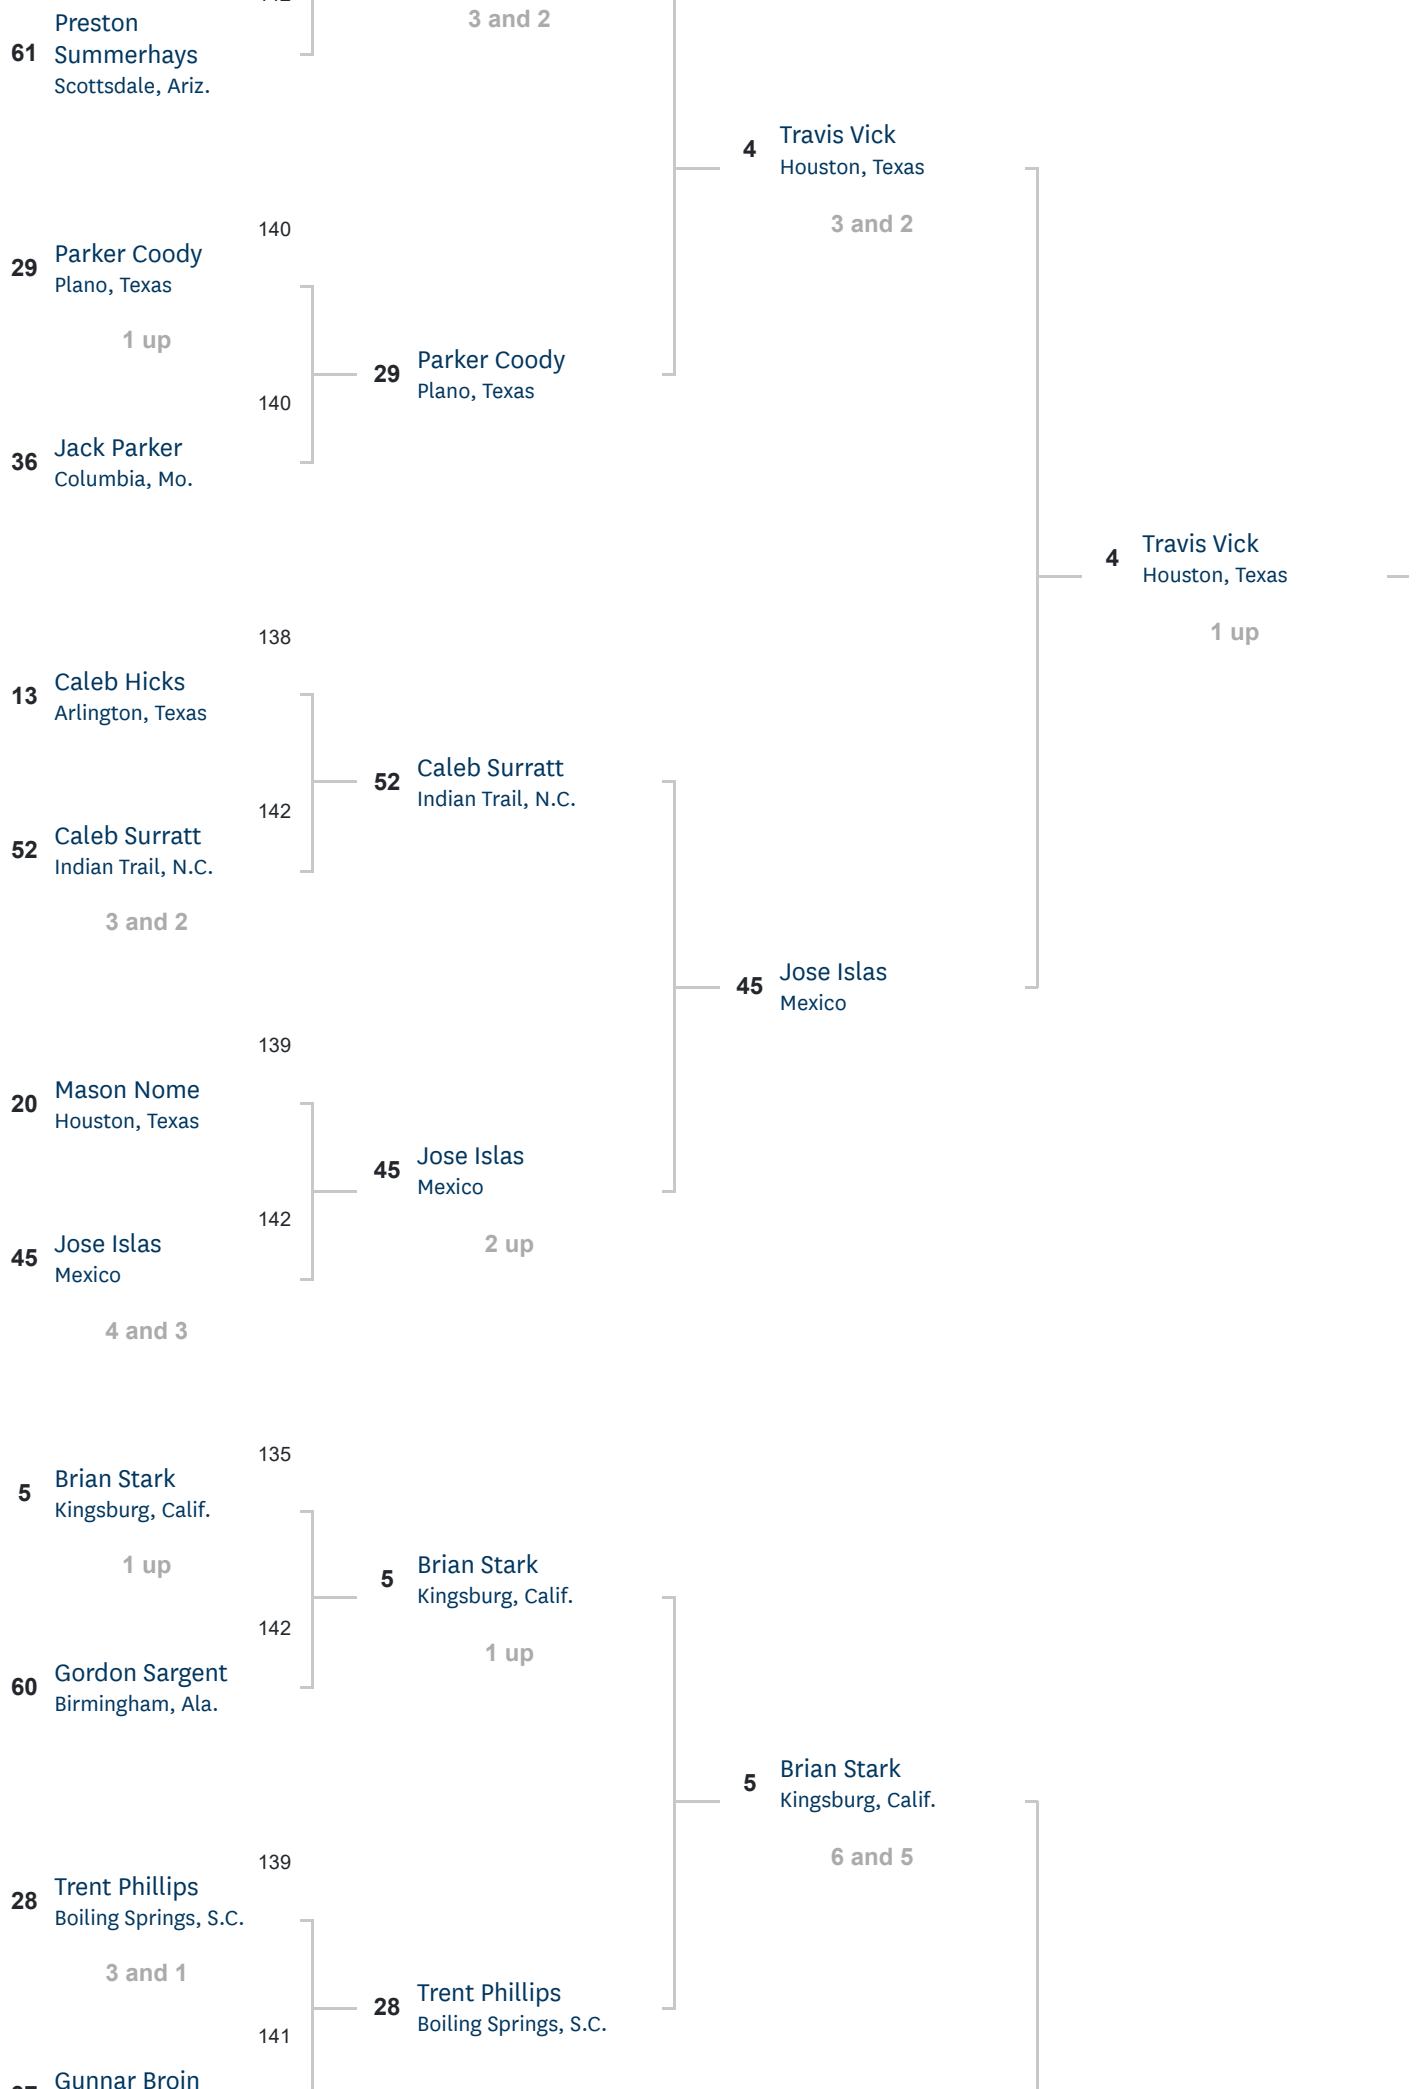 3 and 2
Preston
61
Summerhays
Scottsdale, Ariz.
4
Travis Vick
Houston, Texas
3 and 2
140
29
Parker Coody
Plano, Texas
1 up
29
Parker Coody
Plano, Texas
140
36
Jack Parker
Columbia, Mo.
4
Travis Vick
Houston, Texas
1 up
138
13
Caleb Hicks
Arlington, Texas
52
Caleb Surratt
Indian Trail, N.C.
142
52
Caleb Surratt
Indian Trail, N.C.
3 and 2
45
Jose Islas
Mexico
139
20
Mason Nome
Houston, Texas
45
Jose Islas
Mexico
2 up
142
45
Jose Islas
Mexico
4 and 3
135
5
Brian Stark
Kingsburg, Calif.
1 up
5
Brian Stark
Kingsburg, Calif.
1 up
142
60
Gordon Sargent
Birmingham, Ala.
5
Brian Stark
Kingsburg, Calif.
6 and 5
139
28
Trent Phillips
Boiling Springs, S.C.
3 and 1
28
Trent Phillips
Boiling Springs, S.C.
141
Gunnar Broin